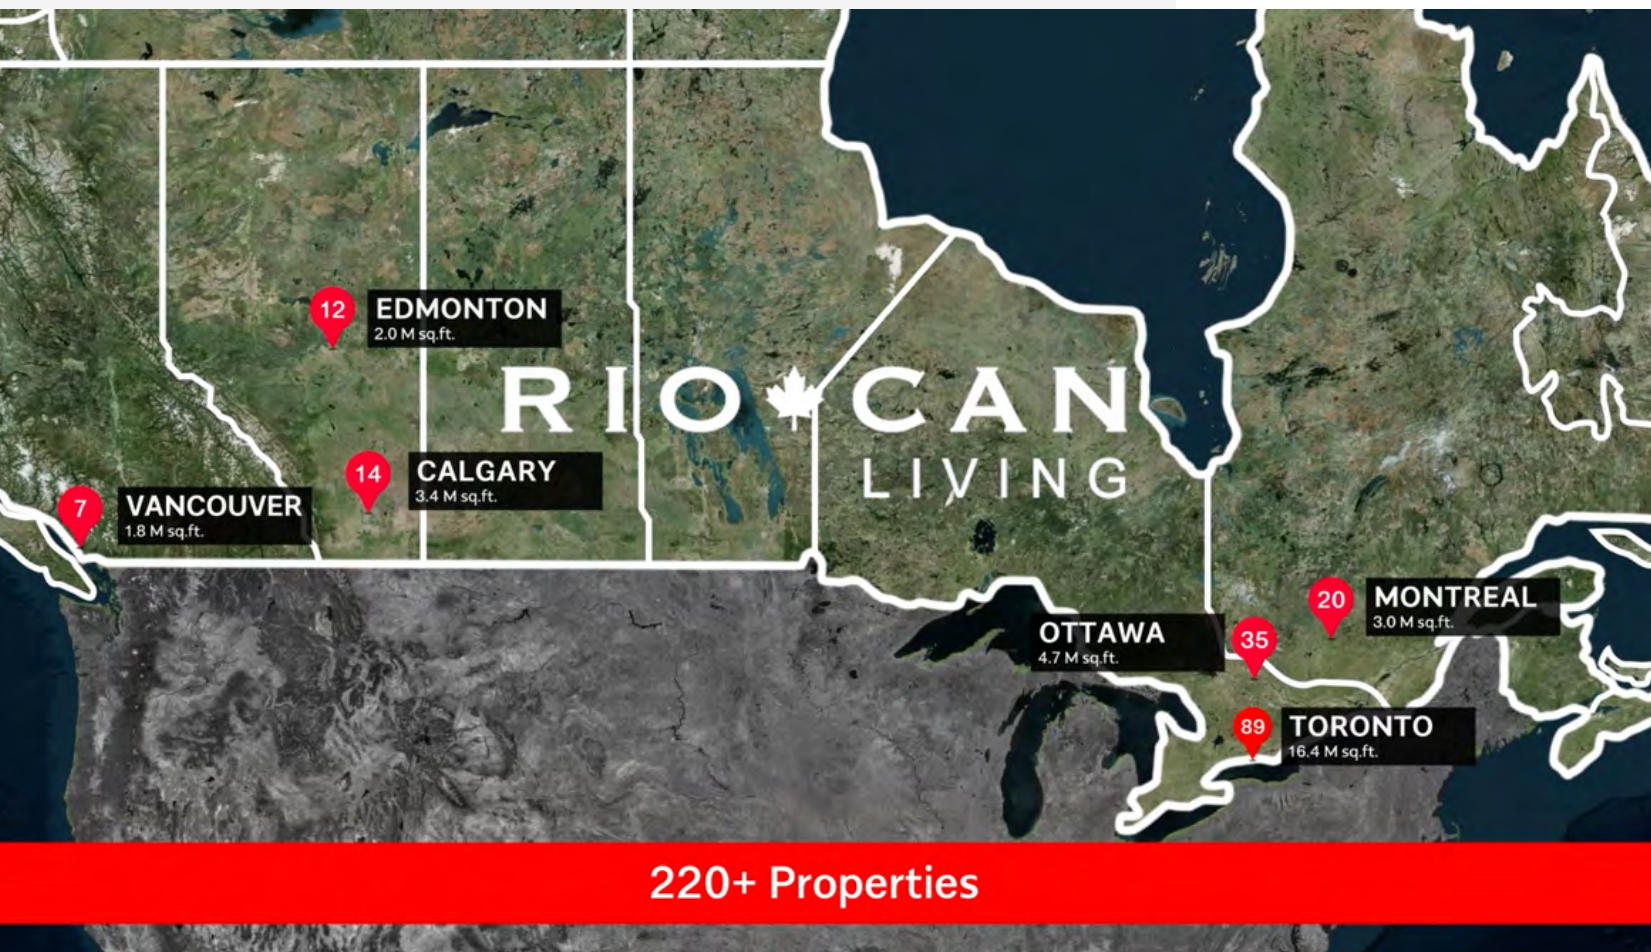 12
EDMONTON
2.0 M sq.ft.
RIO CAN
LIVING
14
CALGARY
3.4 M sq.ft.
7
VANCOUVER
1.8 M sq.ft.
20
MONTREAL
3.0 M sq.ft.
OTTAWA
4.7 M sq.ft.
35
89
TORONTO
16.4 M sq.ft.
220+ Properties